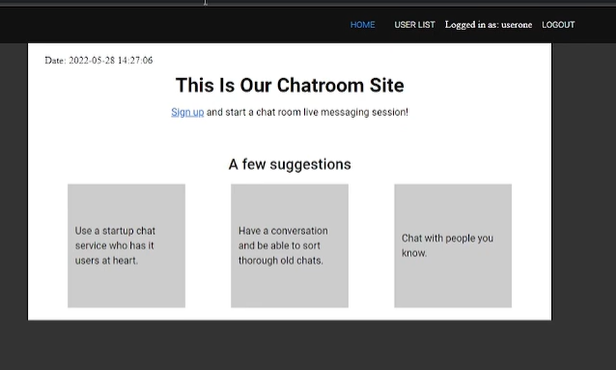 HOME USER LIST Logged in as: userone LOGOUT
Date: 2022-05-28 14:27:06
This Is Our Chatroom Site
Sign up and start a chat room live messaging session!
A few suggestions
Use a startup chat
service who has it
users at heart.
Have a conversation
and be able to sort
thorough old chats.
Chat with people you
know.